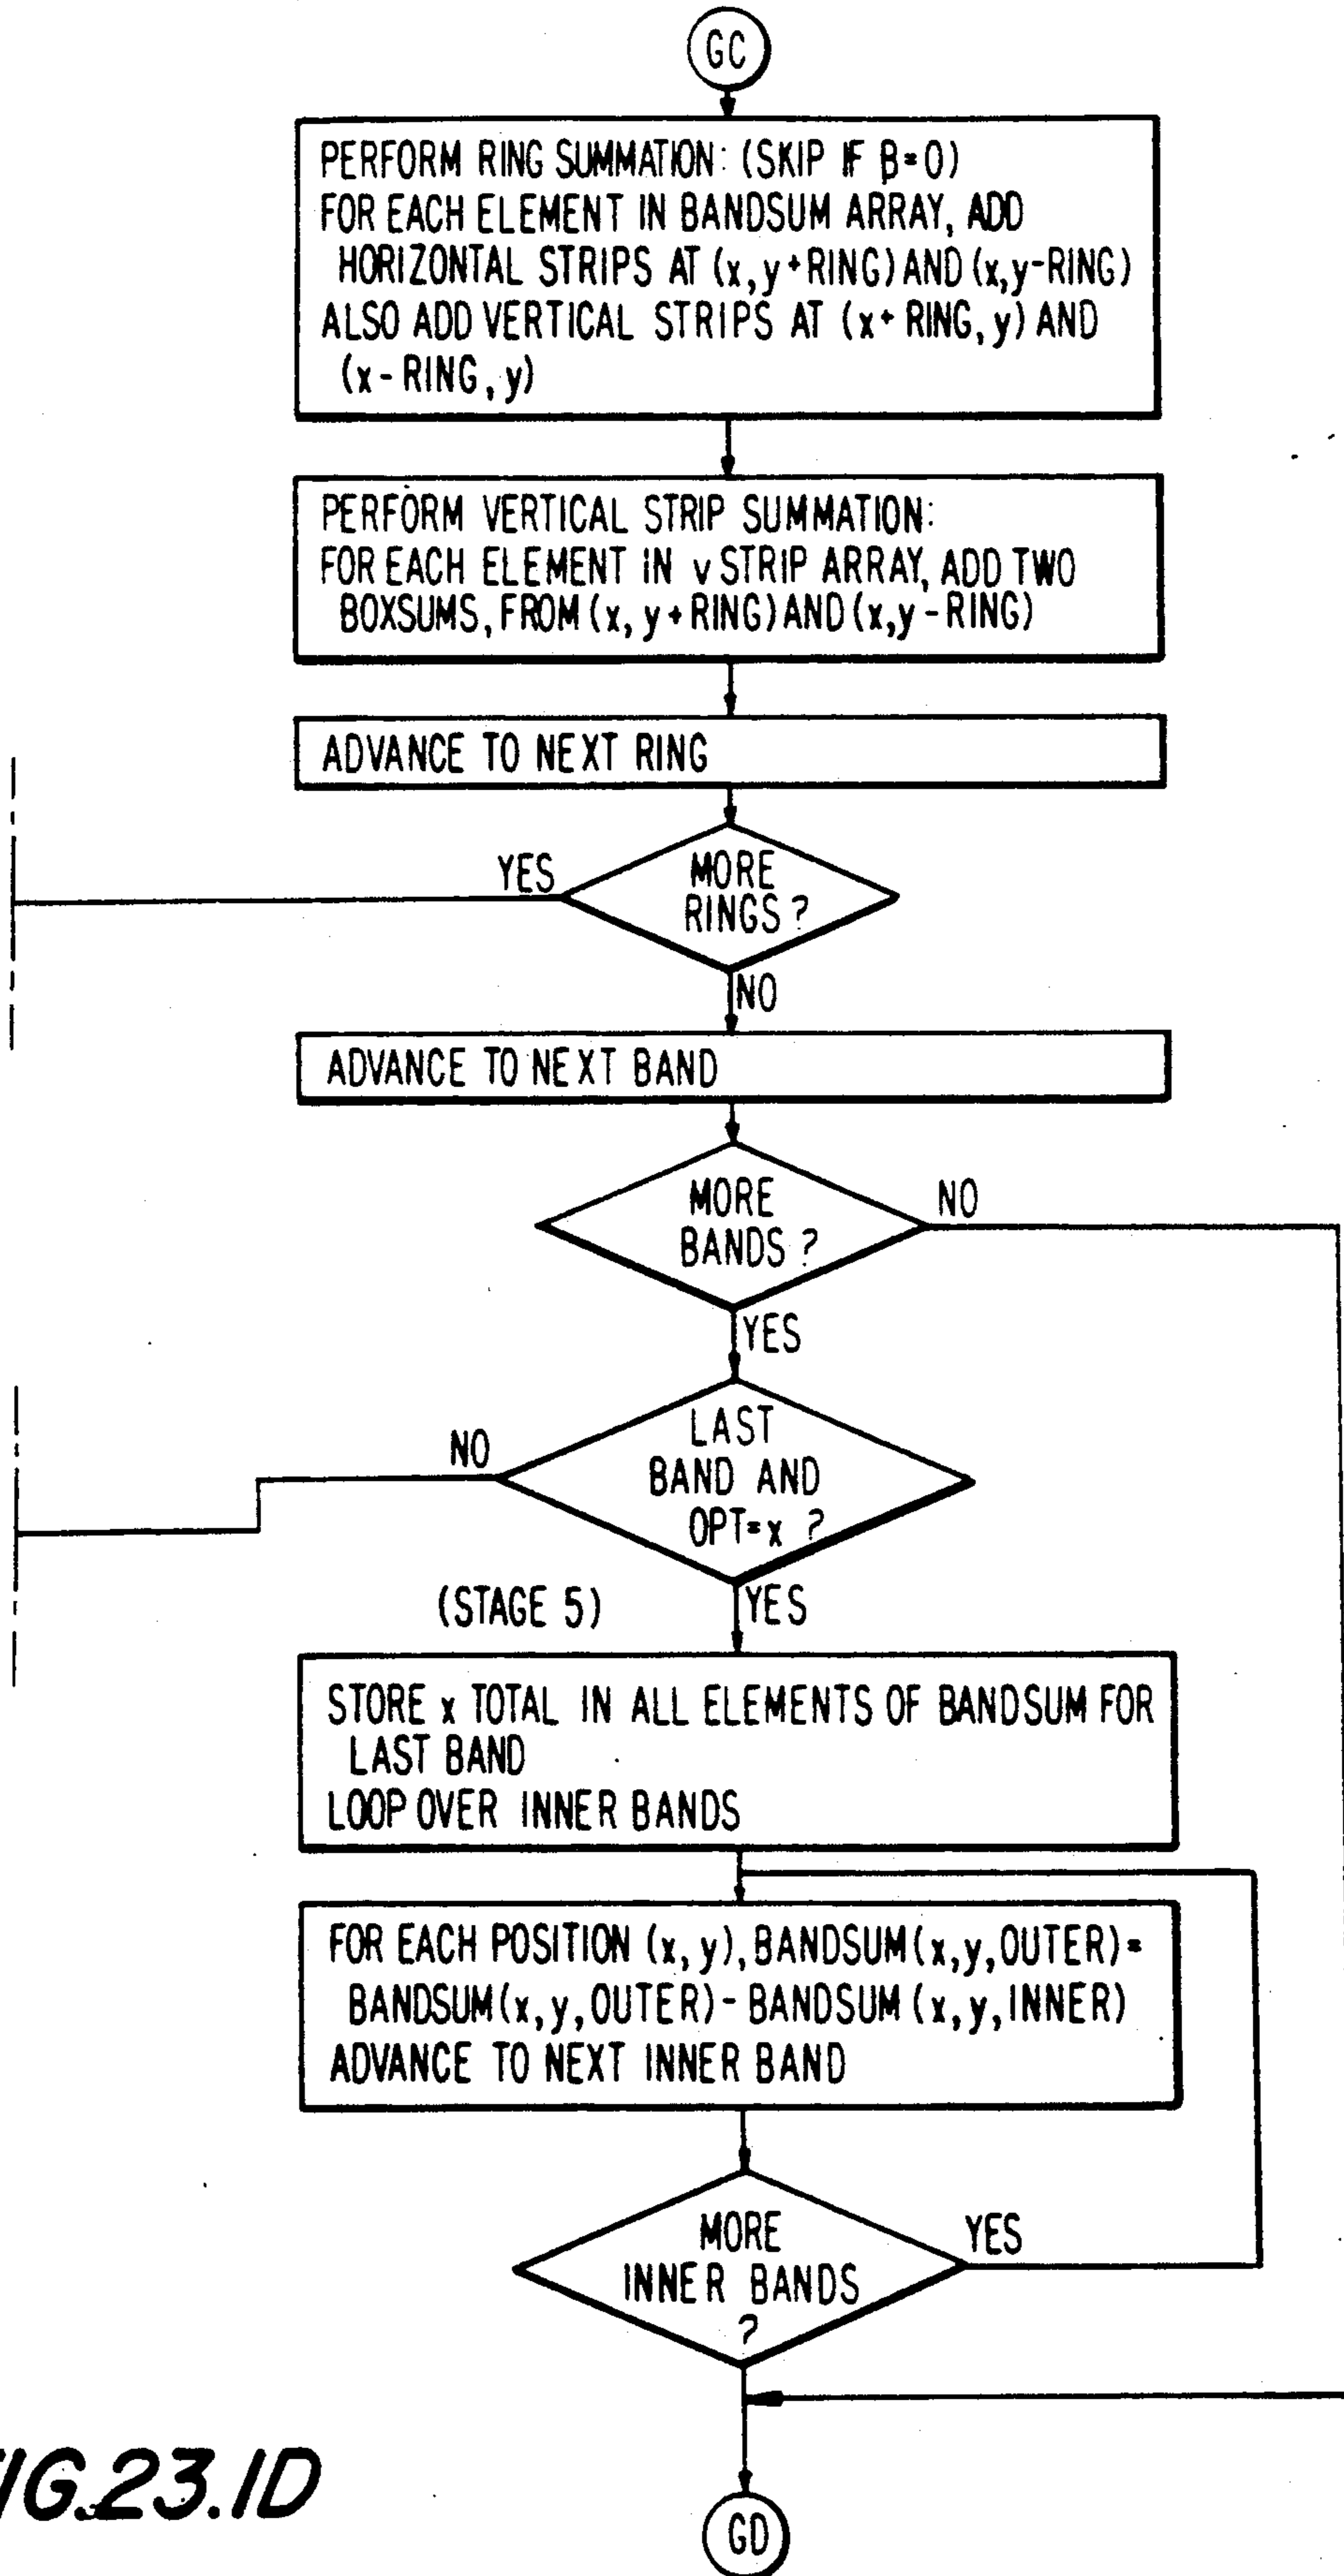 GC
PERFORM RING SUMMATION: (SKIP IF β=0)
FOR EACH ELEMENT IN BANDSUM ARRAY, ADD
HORIZONTAL STRIPS AT (x, y+RING) AND (x, y-RING)
ALSO ADD VERTICAL STRIPS AT (x+ RING, y) AND
(x - RING, y)
PERFORM VERTICAL STRIP SUMMATION:
FOR EACH ELEMENT IN v STRIP ARRAY, ADD TWO
BOXSUMS, FROM (x, y+RING) AND (x, y-RING)
ADVANCE TO NEXT RING
YES
MORE
RINGS ?
NO
ADVANCE TO NEXT BAND
MORE
BANDS ?
NO
YES
NO
LAST
BAND AND
OPT=x ?
(STAGE 5)
YES
STORE x TOTAL IN ALL ELEMENTS OF BANDSUM FOR
LAST BAND
LOOP OVER INNER BANDS
FOR EACH POSITION (x, y), BANDSUM (x, y, OUTER)=
BANDSUM (x, y, OUTER) - BANDSUM (x, y, INNER)
ADVANCE TO NEXT INNER BAND
MORE
INNER BANDS
?
YES
IG.23.1D
GD